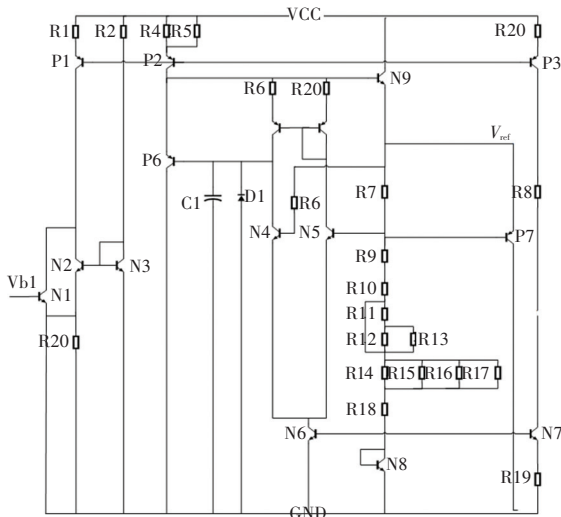 VCC
R1 R2 R4 R5 R20
P1 P2 P3
N9
R6 R20
Vref
P6
C1 D1 R6 R7 R8
N4 N5 P7
R9
N2 N3
Vb1 N1
R10
R11
R20 R12 R13
R14 R15 R16 R17
R18
N6 N7
N8
R19
GND